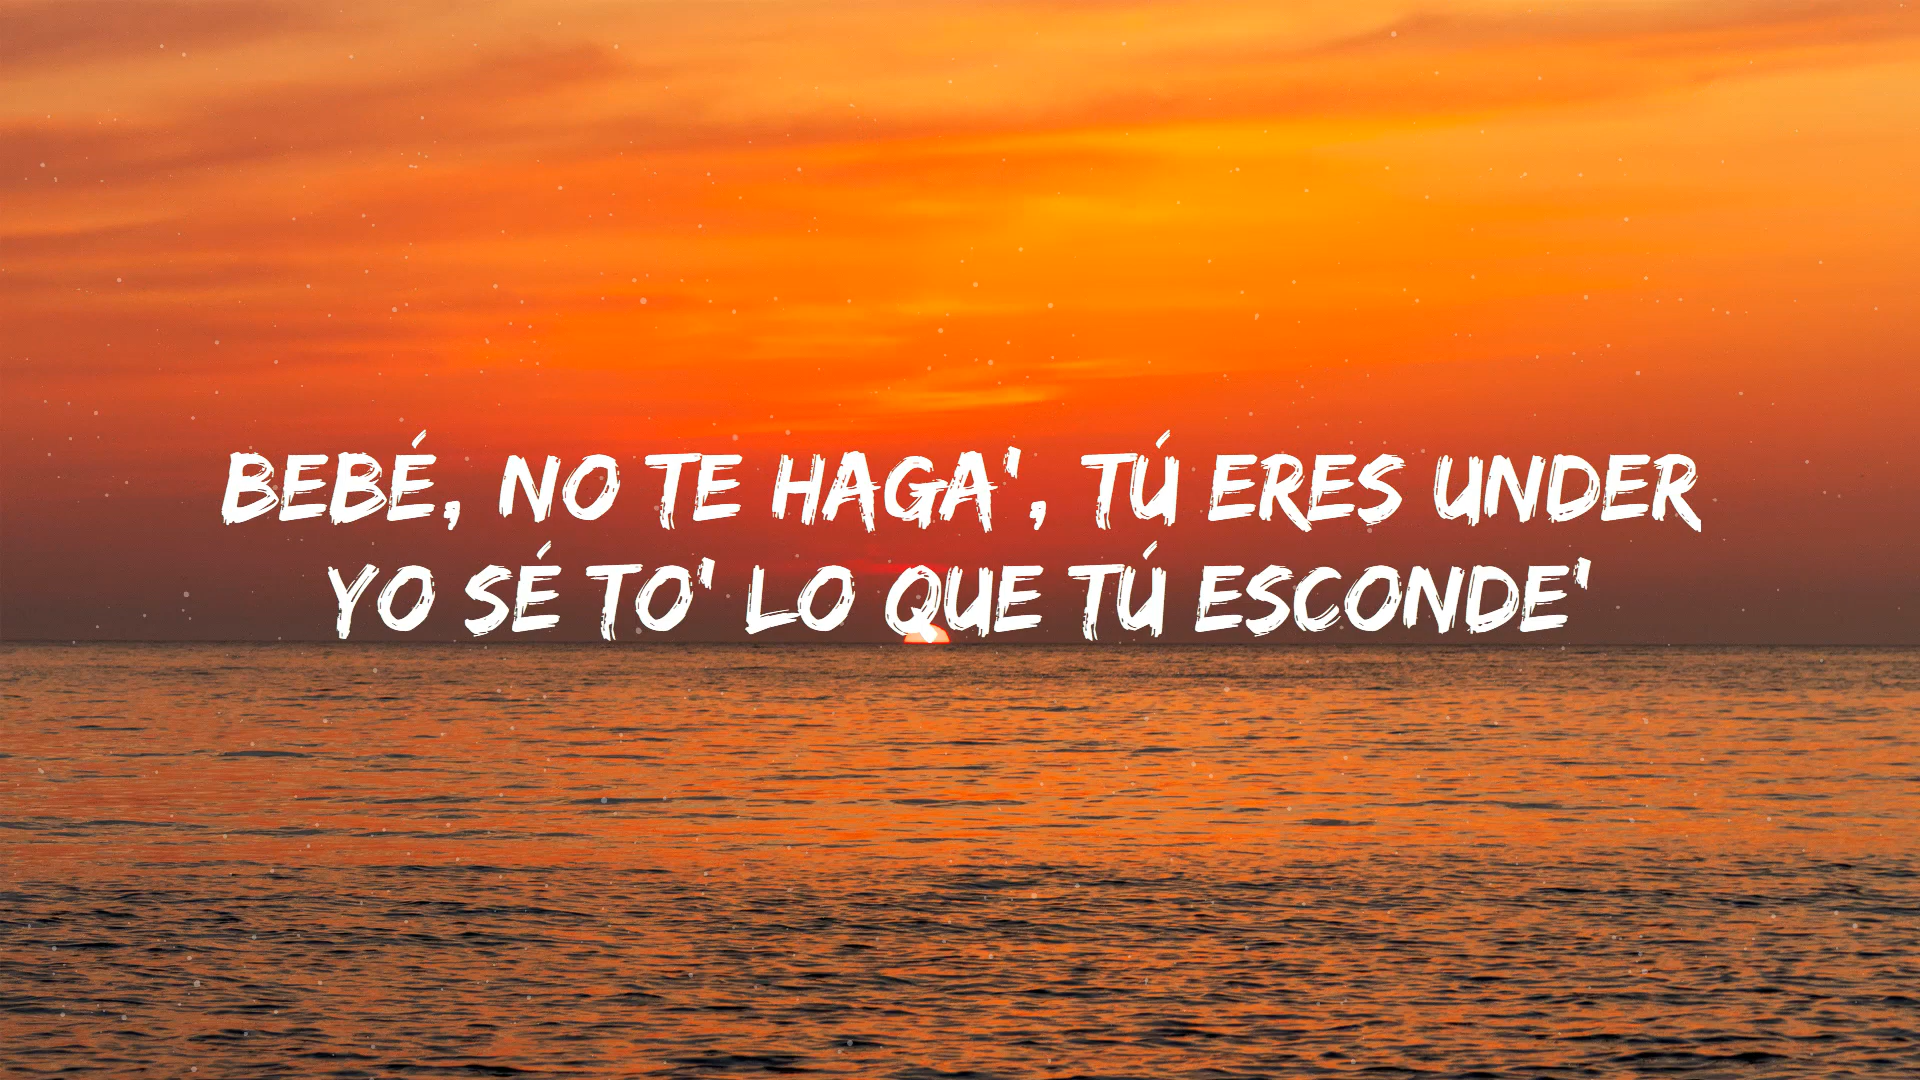 BEBÉ, NO TE HAGA', TÚ ERES UNDER
YO SÉ TO' LO QUE TÚ ESCONDE'